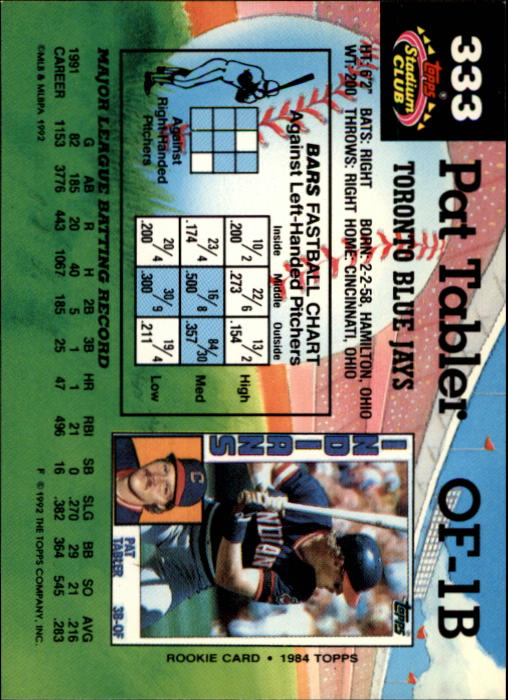 333 Pat Tabler OF-1B
TOPPS
Stadium
CLUB
TORONTO BLUE JAYS
HT: 6'2" BATS: RIGHT BORN: 2-2-58, HAMILTON, OHIO
WT: 200 THROWS: RIGHT HOME: CINCINNATI, OHIO
BARS FASTBALL CHART
Against Left-Handed Pitchers
Inside Middle Outside
10/2 22/6 13/2
.200 .273 .154 High
23/4 16/8 84/30
.174 .500 .357 Med
20/4 30/9 19/4
.200 .300 .211 Low
Against
Right-Handed
Pitchers
INDIANS
TOPPS
INDIAN
C
PAT
TABLER 3B-OF
ROOKIE CARD • 1984 TOPPS
MAJOR LEAGUE BATTING RECORD
G AB R H 2B 3B HR RBI SB SLG BB SO AVG
1991 82 185 20 40 5 1 1 21 0 .270 29 21 .216
CAREER 1153 3776 443 1067 185 25 47 496 16 .382 364 545 .283
©MLB & MLBPA 1992 F ©1992 THE TOPPS COMPANY, INC.